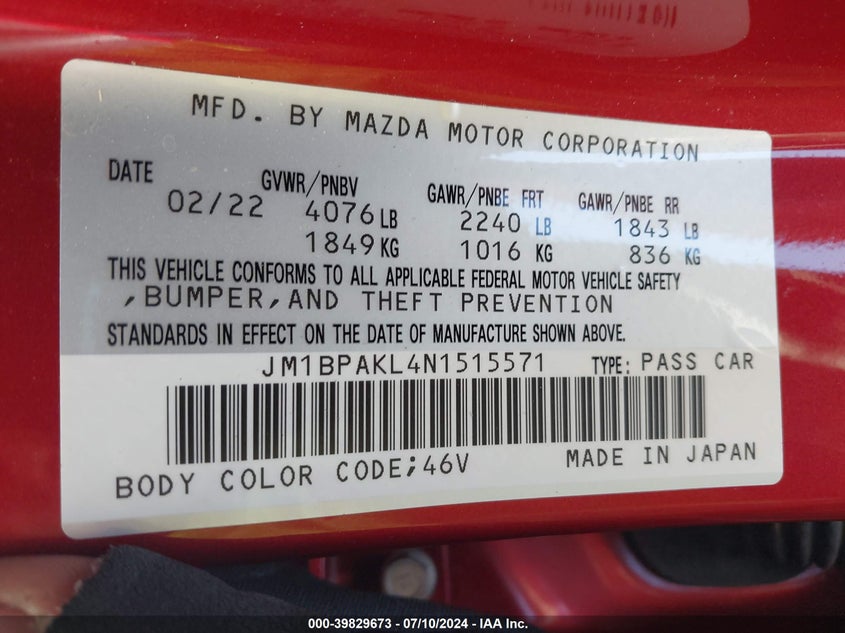 MFD. BY MAZDA MOTOR CORPORATION
DATE GVWR/PNBV GAWR/PNBE FRT GAWR/PNBE RR
02/22 4076 LB 2240 LB 1843 LB
1849 KG 1016 KG 836 KG
THIS VEHICLE CONFORMS TO ALL APPLICABLE FEDERAL MOTOR VEHICLE SAFETY
,BUMPER,AND THEFT PREVENTION
STANDARDS IN EFFECT ON THE DATE OF MANUFACTURE SHOWN ABOVE.
JM1BPAKL4N1515571 TYPE: PASS CAR
BODY COLOR CODE;46V MADE IN JAPAN
000-39829673 - 07/10/2024 - IAA Inc.